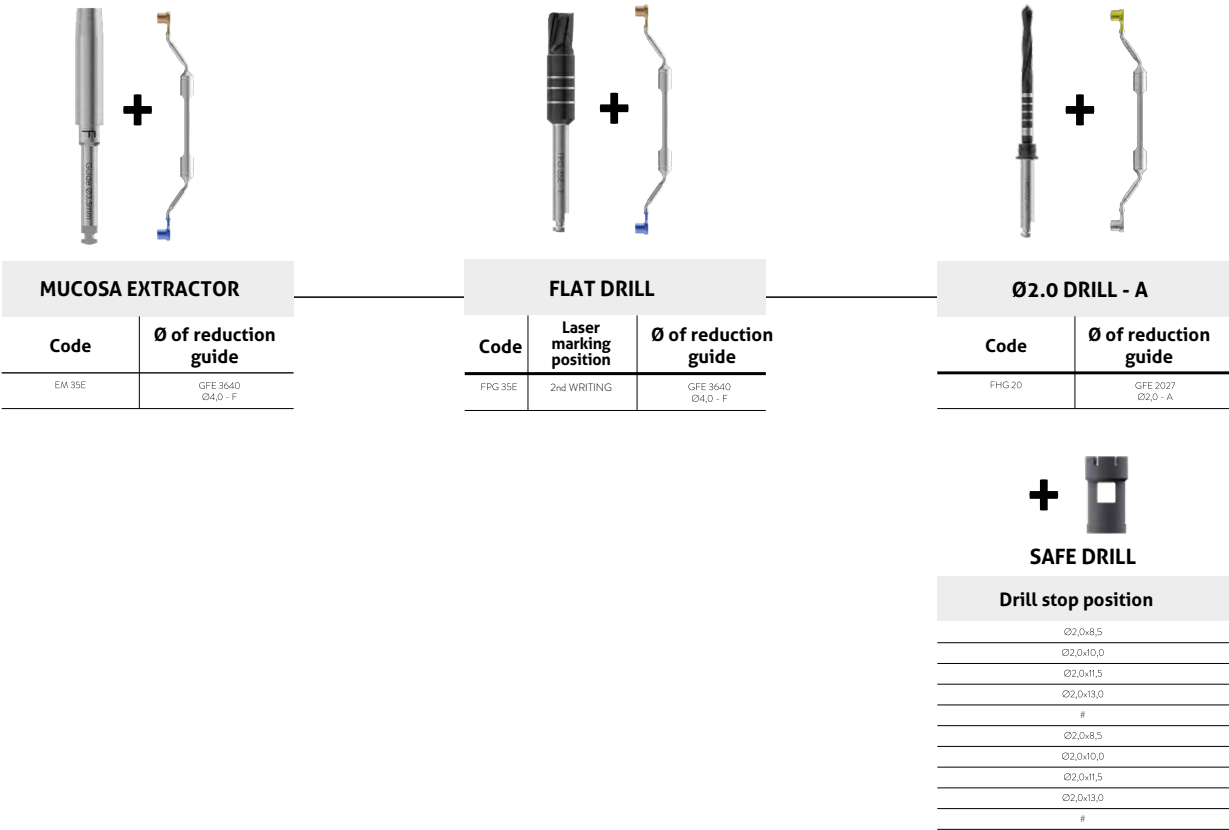 F
Guide Ø3.5mm
MUCOSA EXTRACTOR
Code
Ø of reduction
guide
EM 35E
GFE 3640
Ø4,0 - F
FLAT DRILL
Code
Laser
marking
position
Ø of reduction
guide
FPG 35E
2nd WRITING
GFE 3640
Ø4,0 - F
Ø2.0 DRILL - A
Code
Ø of reduction
guide
FHG 20
GFE 2027
Ø2,0 - A
SAFE DRILL
Drill stop position
Ø2,0x8,5
Ø2,0x10,0
Ø2,0x11,5
Ø2,0x13,0
#
Ø2,0x8,5
Ø2,0x10,0
Ø2,0x11,5
Ø2,0x13,0
#